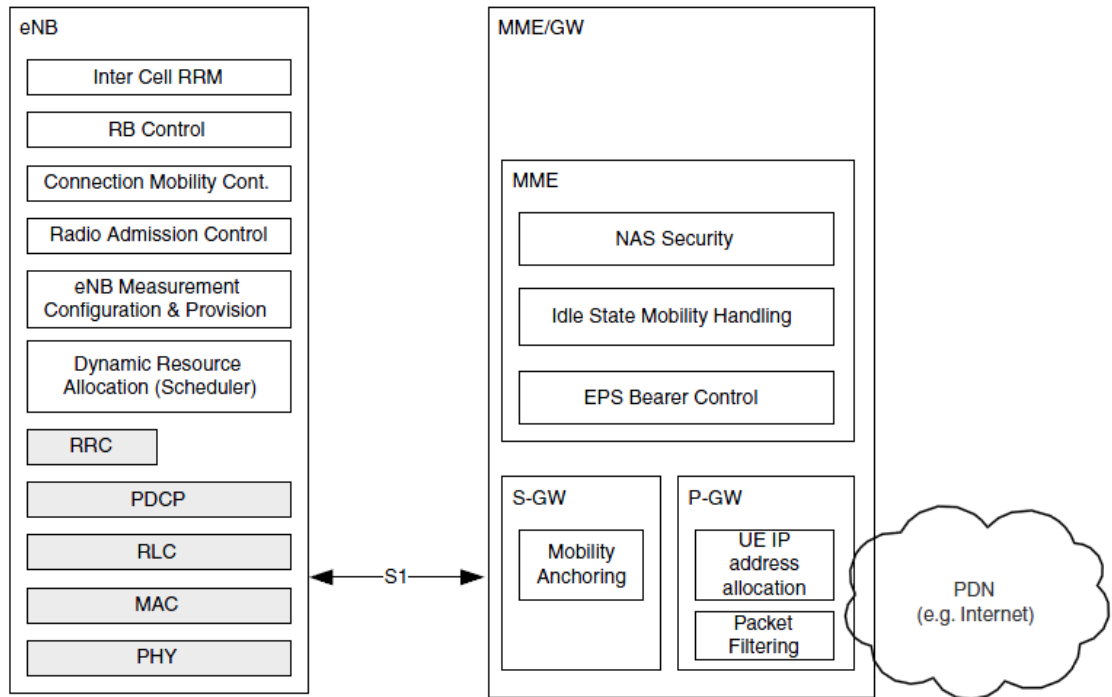 eNB
Inter Cell RRM
RB Control
Connection Mobility Cont.
Radio Admission Control
eNB Measurement
Configuration & Provision
Dynamic Resource
Allocation (Scheduler)
RRC
PDCP
RLC
MAC
PHY
S1
MME/GW
MME
NAS Security
Idle State Mobility Handling
EPS Bearer Control
S-GW
Mobility
Anchoring
P-GW
UE IP
address
allocation
Packet
Filtering
PDN
(e.g. Internet)